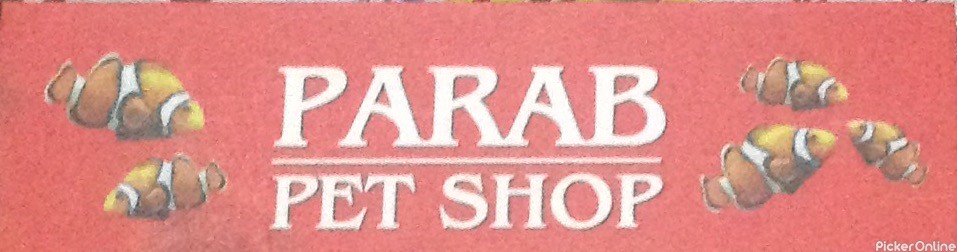 PARAB
PET SHOP
PickerOnline